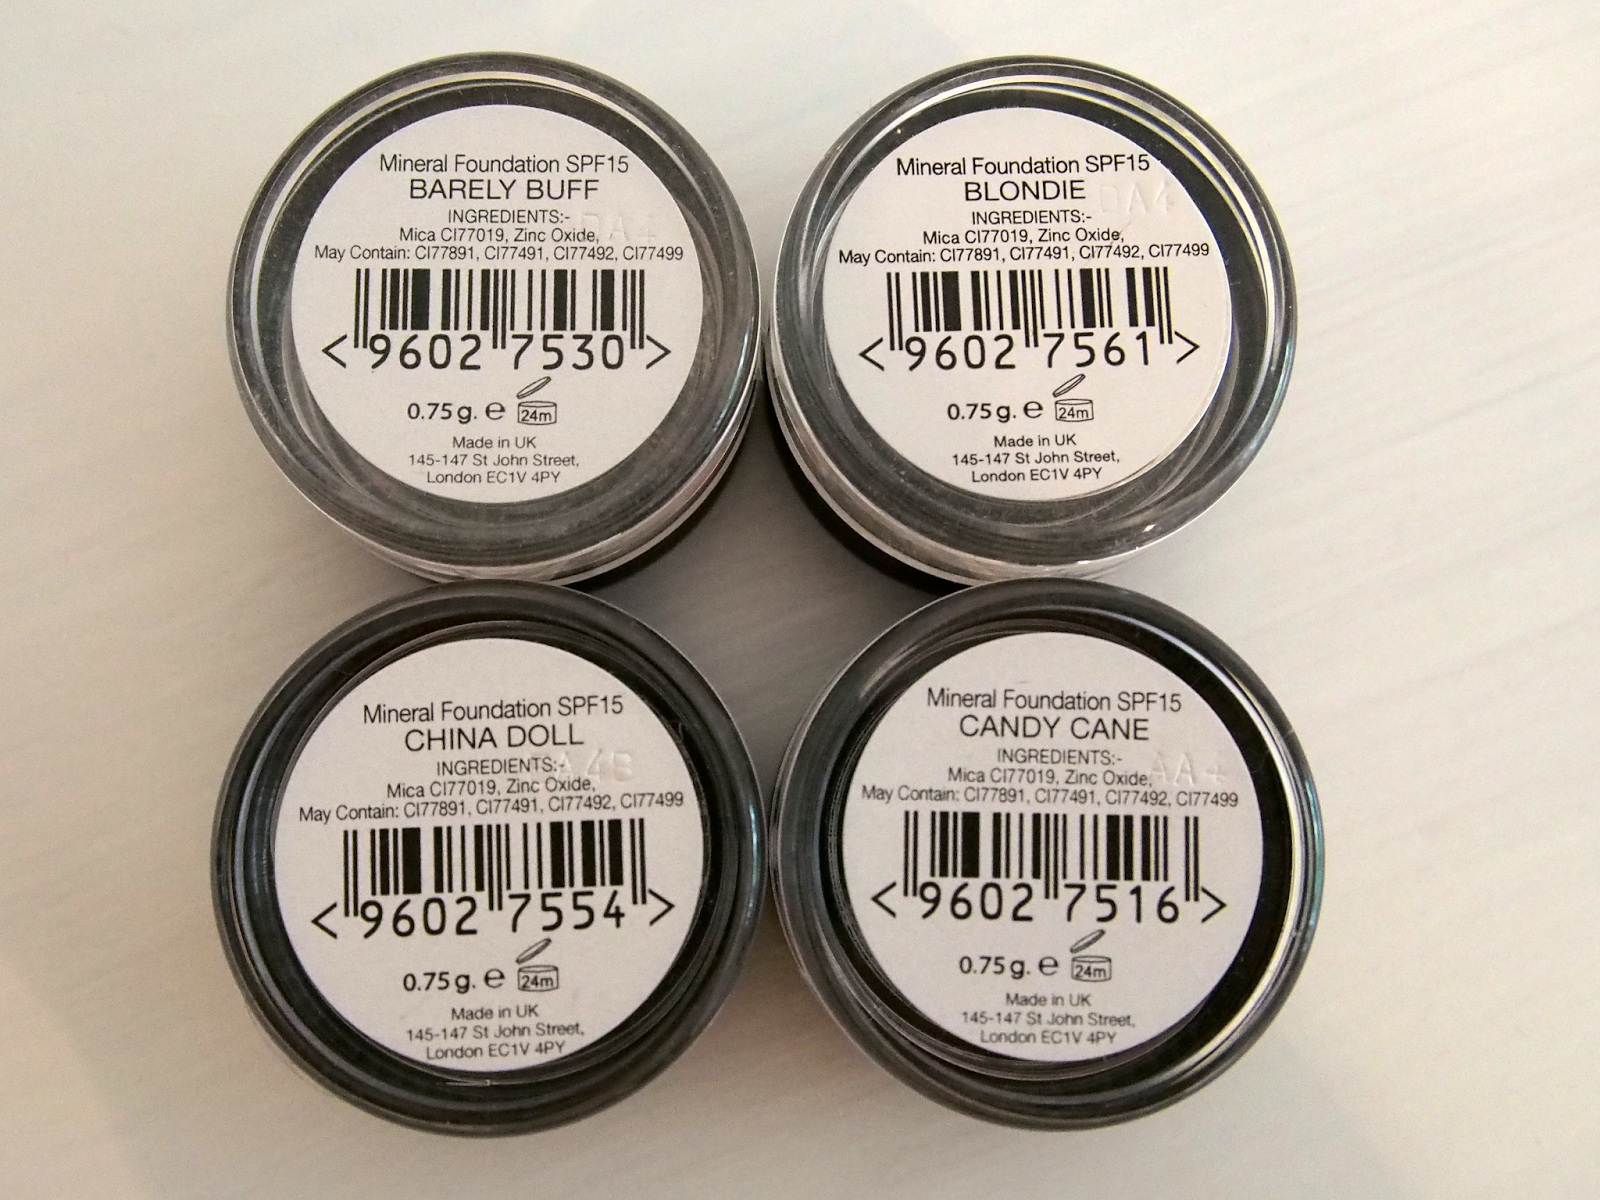 Mineral Foundation SPF15
BARELY BUFF
INGREDIENTS:-
Mica CI77019, Zinc Oxide,
May Contain: CI77891, CI77491, CI77492, CI77499
<9602 7530>
0.75 g. e 24m
Made in UK
145-147 St John Street,
London EC1V 4PY
Mineral Foundation SPF15
BLONDIE
INGREDIENTS:-
Mica CI77019, Zinc Oxide,
May Contain: CI77891, CI77491, CI77492, CI77499
<9602 7561>
0.75 g. e 24m
Made in UK
145-147 St John Street,
London EC1V 4PY
Mineral Foundation SPF15
CHINA DOLL
INGREDIENTS:-
Mica CI77019, Zinc Oxide,
May Contain: CI77891, CI77491, CI77492, CI77499
<9602 7554>
0.75 g. e 24m
Made in UK
145-147 St John Street,
London EC1V 4PY
Mineral Foundation SPF15
CANDY CANE
INGREDIENTS:-
Mica CI77019, Zinc Oxide,
May Contain: CI77891, CI77491, CI77492, CI77499
<9602 7516>
0.75 g. e 24m
Made in UK
145-147 St John Street,
London EC1V 4PY